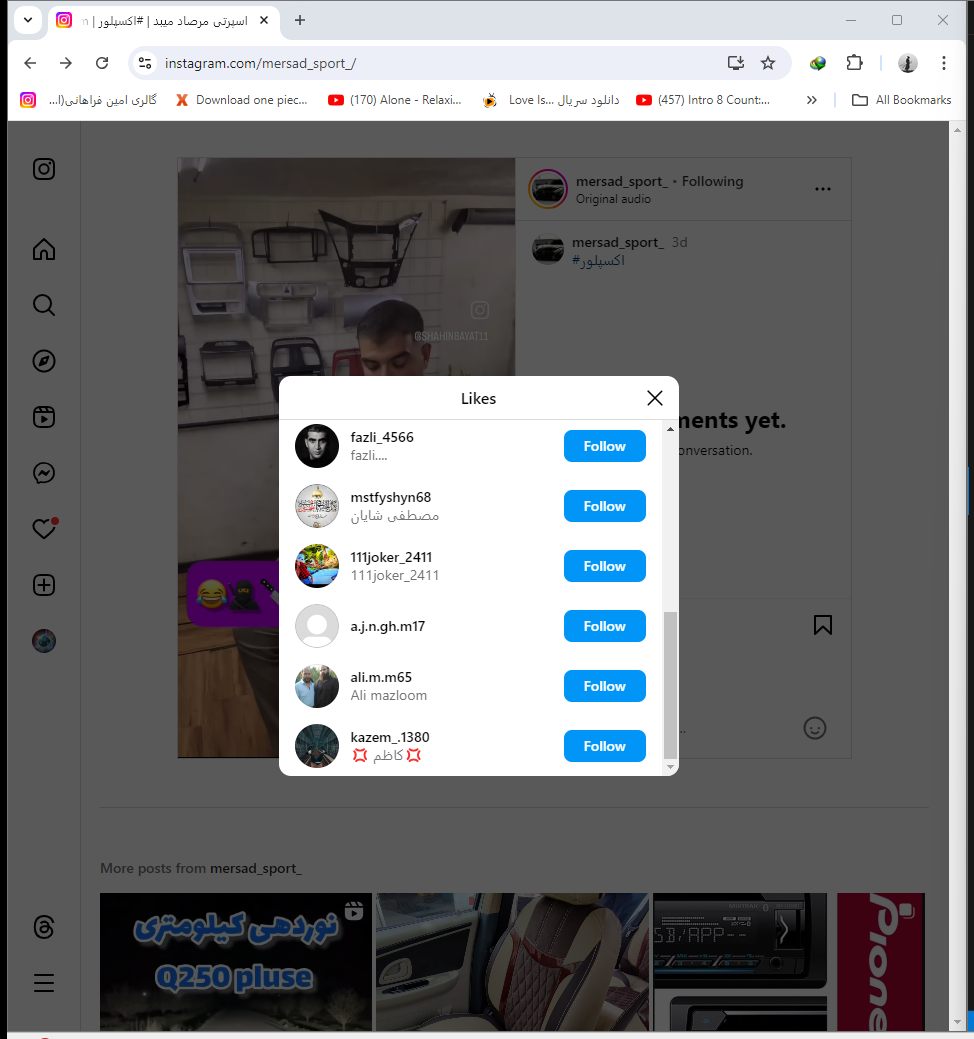 اسپرتی مرصاد میبد | #اکسپلور | n
instagram.com/mersad_sport_/
گالری امین فراهانی(ا...
Download one piec...
(170) Alone - Relaxi...
دانلود سریال Love Is...
(457) Intro 8 Count:...
All Bookmarks
mersad_sport_ • Following
Original audio
mersad_sport_ 3d
#اکسپلور
@SHAHINBAYAT11
Likes
ments yet.
onversation.
fazli_4566
fazli....
Follow
mstfyshyn68
مصطفی شایان
Follow
111joker_2411
111joker_2411
Follow
a.j.n.gh.m17
Follow
ali.m.m65
Ali mazloom
Follow
kazem_.1380
💢 کاظم 💢
Follow
More posts from mersad_sport_
نوردهی کیلومتری
Q250 pluse
SB/APP--
Pione